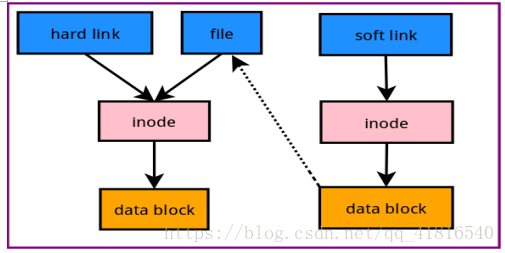 hard link
file
soft link
inode
inode
data block
data block
https://blog.csdn.net/qq_41816540